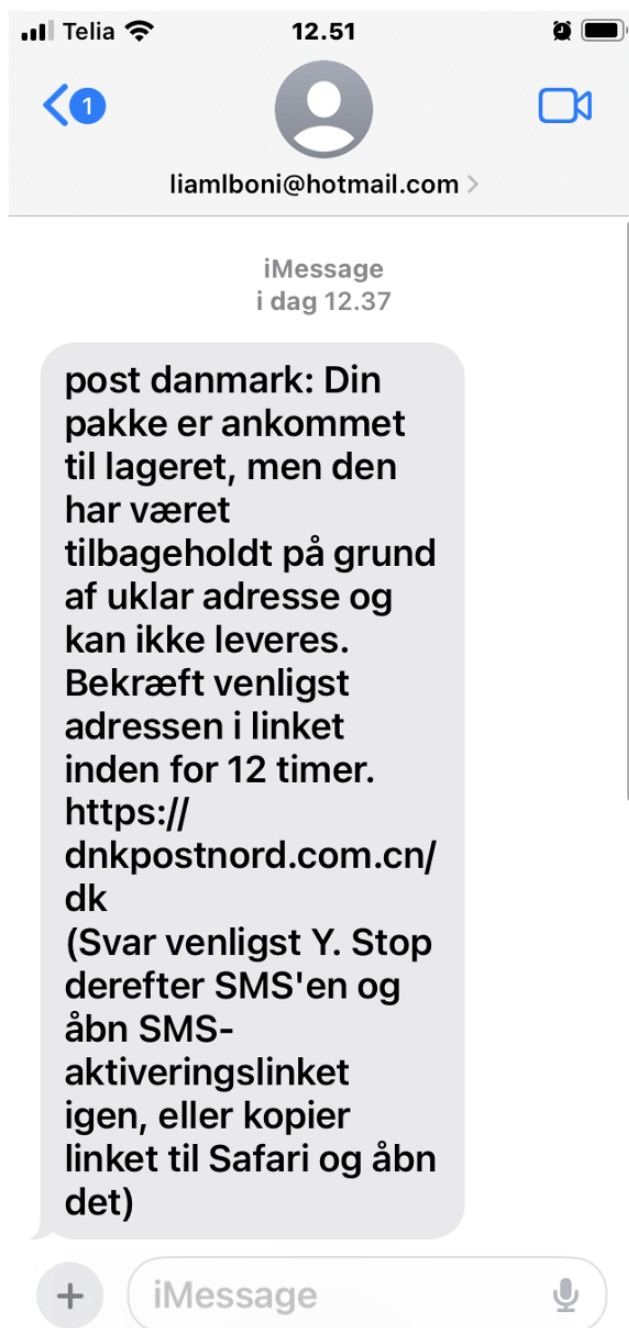 Telia 12.51
1
liamlboni@hotmail.com
iMessage
i dag 12.37
post danmark: Din
pakke er ankommet
til lageret, men den
har været
tilbageholdt på grund
af uklar adresse og
kan ikke leveres.
Bekræft venligst
adressen i linket
inden for 12 timer.
https://
dnkpostnord.com.cn/
dk
(Svar venligst Y. Stop
derefter SMS'en og
åbn SMS-
aktiveringslinket
igen, eller kopier
linket til Safari og åbn
det)
iMessage